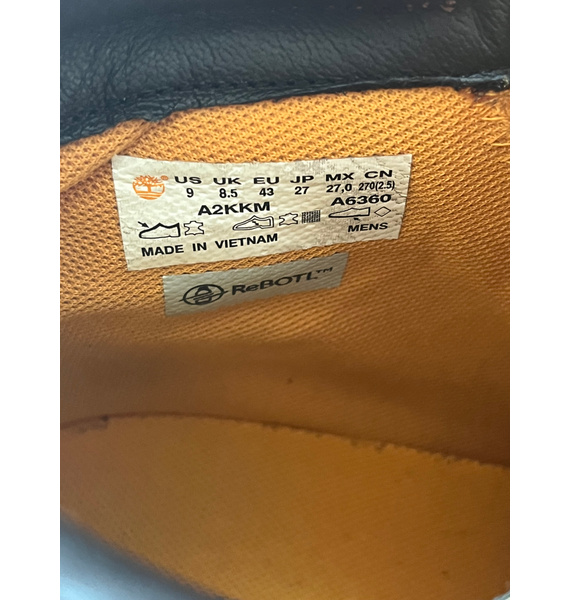 ® US UK EU JP MX CN
9 8.5 43 27 27,0 270(2.5)
A2KKM A6360
MADE IN VIETNAM MENS
ReBOTL™